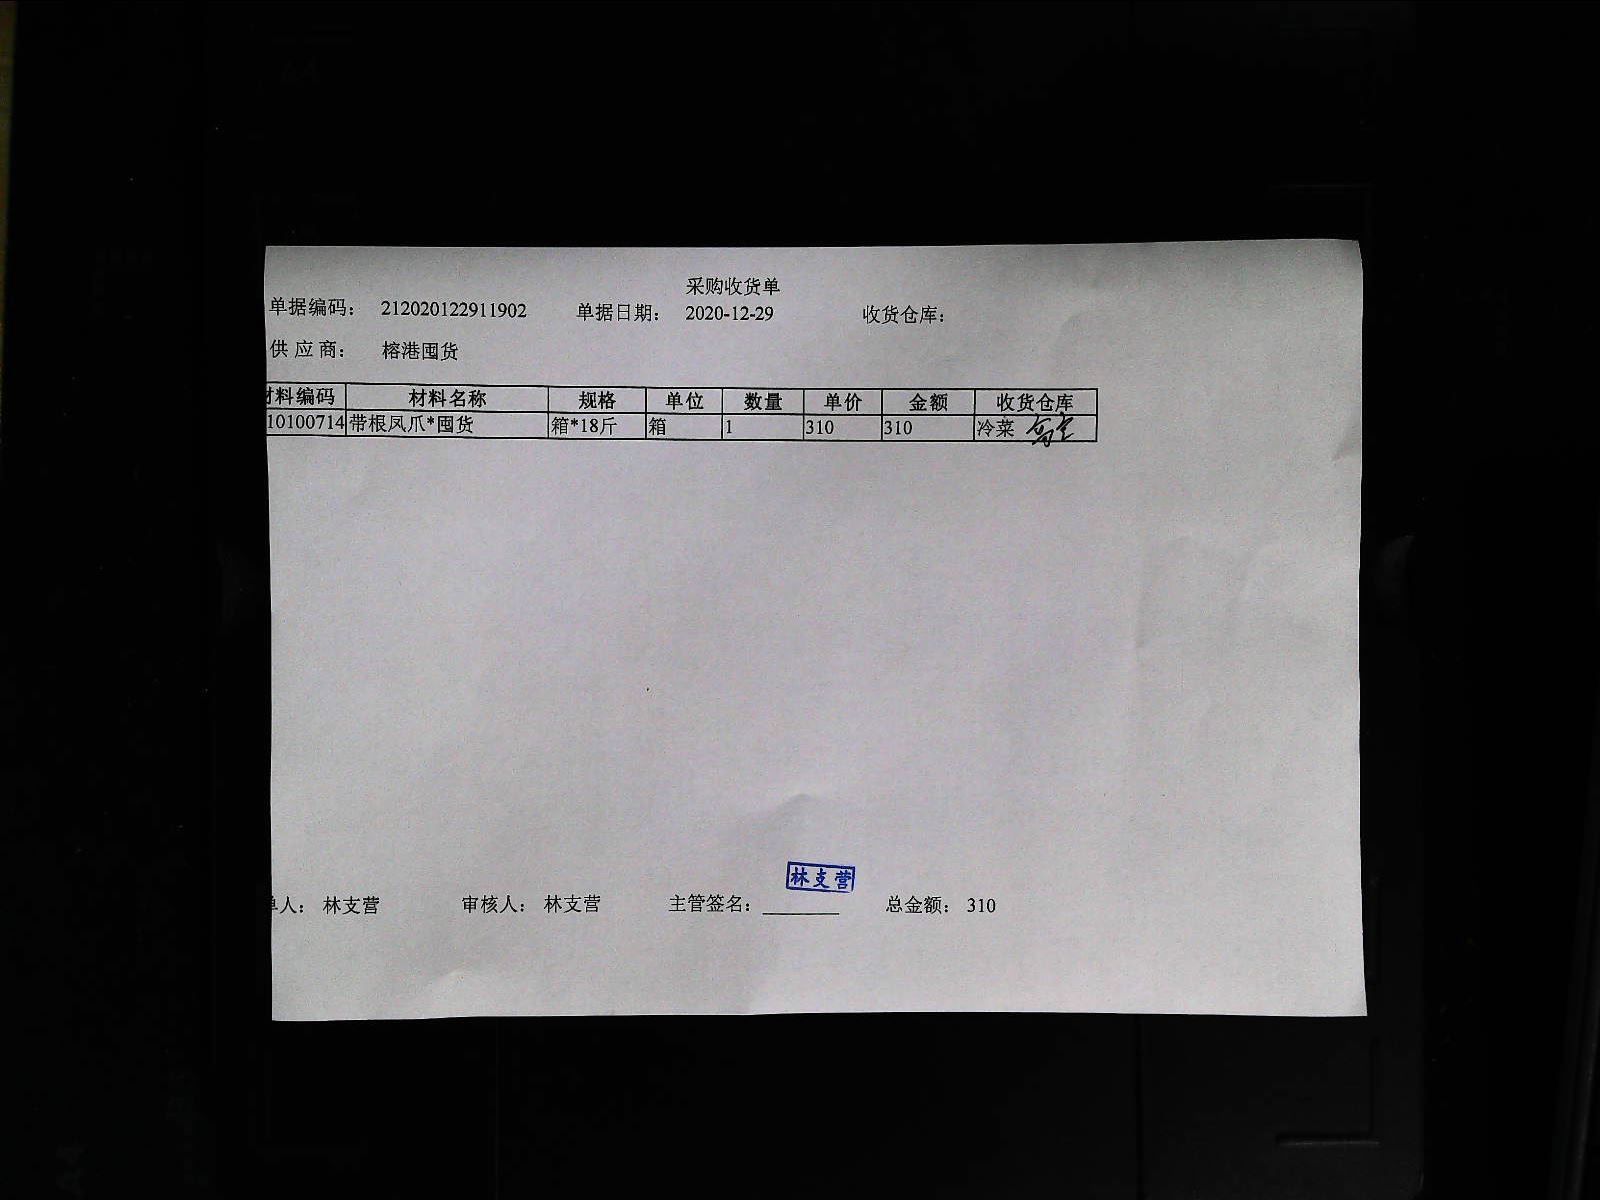 采购收货单
单据编码： 212020122911902 单据日期： 2020-12-29 收货仓库：
供 应 商： 榕港囤货
材料编码 材料名称 规格 单位 数量 单价 金额 收货仓库
10100714 带根凤爪*囤货 箱*18斤 箱 1 310 310 冷菜
林支营
单人： 林支营 审核人： 林支营 主管签名： 总金额： 310